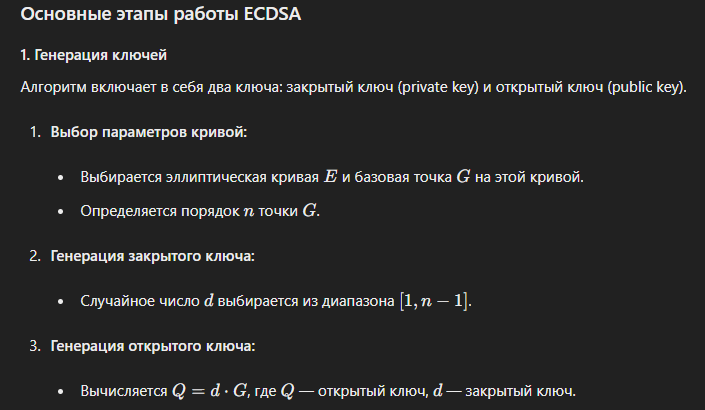 Основные этапы работы ECDSA
1. Генерация ключей
Алгоритм включает в себя два ключа: закрытый ключ (private key) и открытый ключ (public key).
1. Выбор параметров кривой:
• Выбирается эллиптическая кривая E и базовая точка G на этой кривой.
• Определяется порядок n точки G.
2. Генерация закрытого ключа:
• Случайное число d выбирается из диапазона [1, n − 1].
3. Генерация открытого ключа:
• Вычисляется Q = d · G, где Q — открытый ключ, d — закрытый ключ.